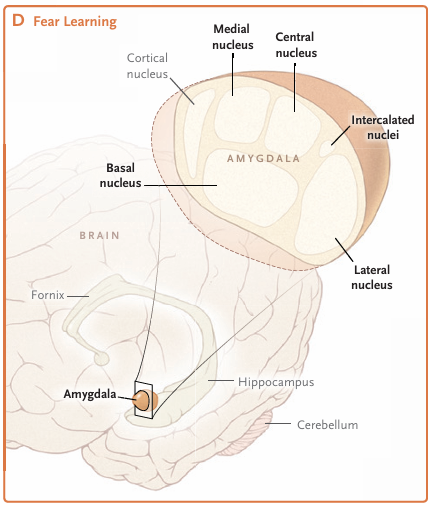 D Fear Learning
Medial
nucleus
Central
nucleus
Cortical
nucleus
Intercalated
nuclei
AMYGDALA
Basal
nucleus
BRAIN
Lateral
nucleus
Fornix
Hippocampus
Amygdala
Cerebellum